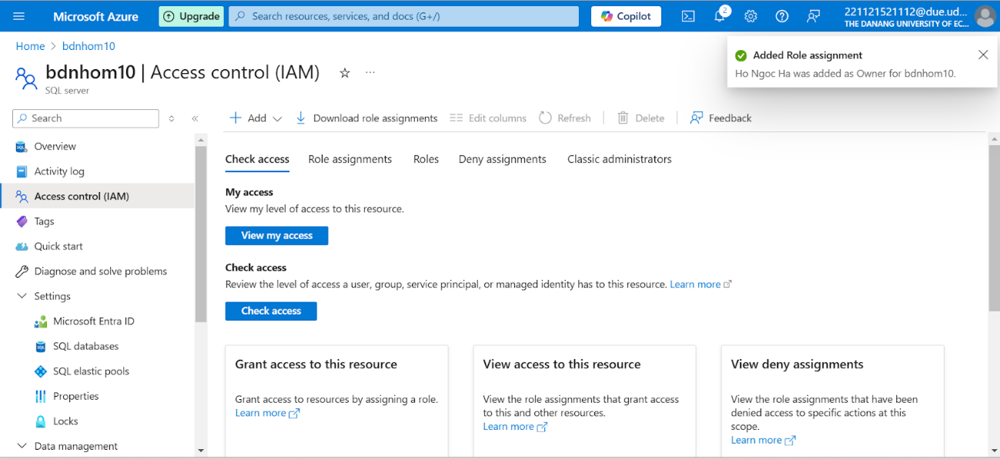 Microsoft Azure
Upgrade
Search resources, services, and docs (G+/)
Copilot
2
221121521112@due.ud...
THE DANANG UNIVERSITY OF EC...
Home > bdnhom10
Added Role assignment
Ho Ngoc Ha was added as Owner for bdnhom10.
bdnhom10 | Access control (IAM)
SQL server
Search
Add
Download role assignments
Edit columns
Refresh
Delete
Feedback
Overview
Activity log
Access control (IAM)
Tags
Quick start
Diagnose and solve problems
Settings
Microsoft Entra ID
SQL databases
SQL elastic pools
Properties
Locks
Data management
Check access
Role assignments
Roles
Deny assignments
Classic administrators
My access
View my level of access to this resource.
View my access
Check access
Review the level of access a user, group, service principal, or managed identity has to this resource. Learn more
Check access
Grant access to this resource
Grant access to resources by assigning a role.
Learn more
View access to this resource
View the role assignments that grant access
to this and other resources.
Learn more
View deny assignments
View the role assignments that have been
denied access to specific actions at this
scope.
Learn more